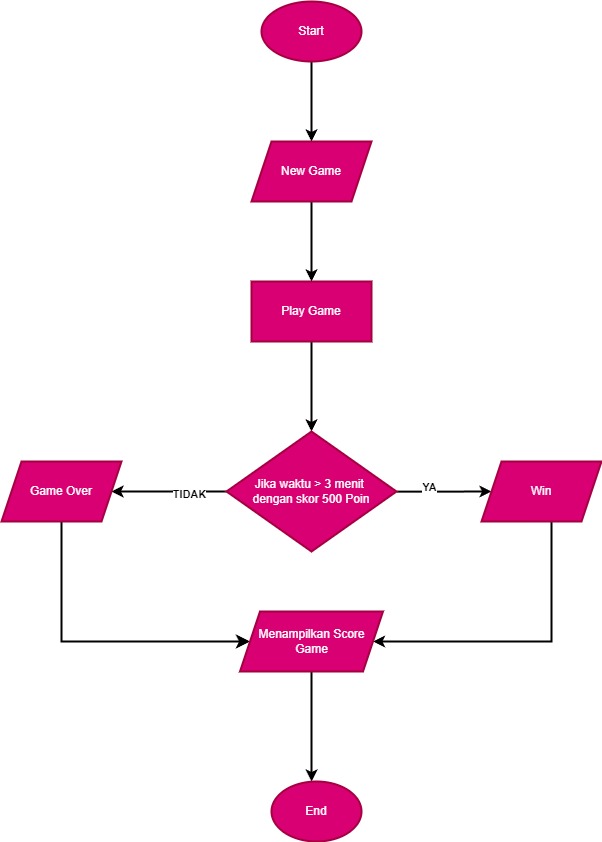 Start
New Game
Play Game
Jika waktu > 3 menit
dengan skor 500 Poin
Game Over
TIDAK
YA
Win
Menampilkan Score
Game
End